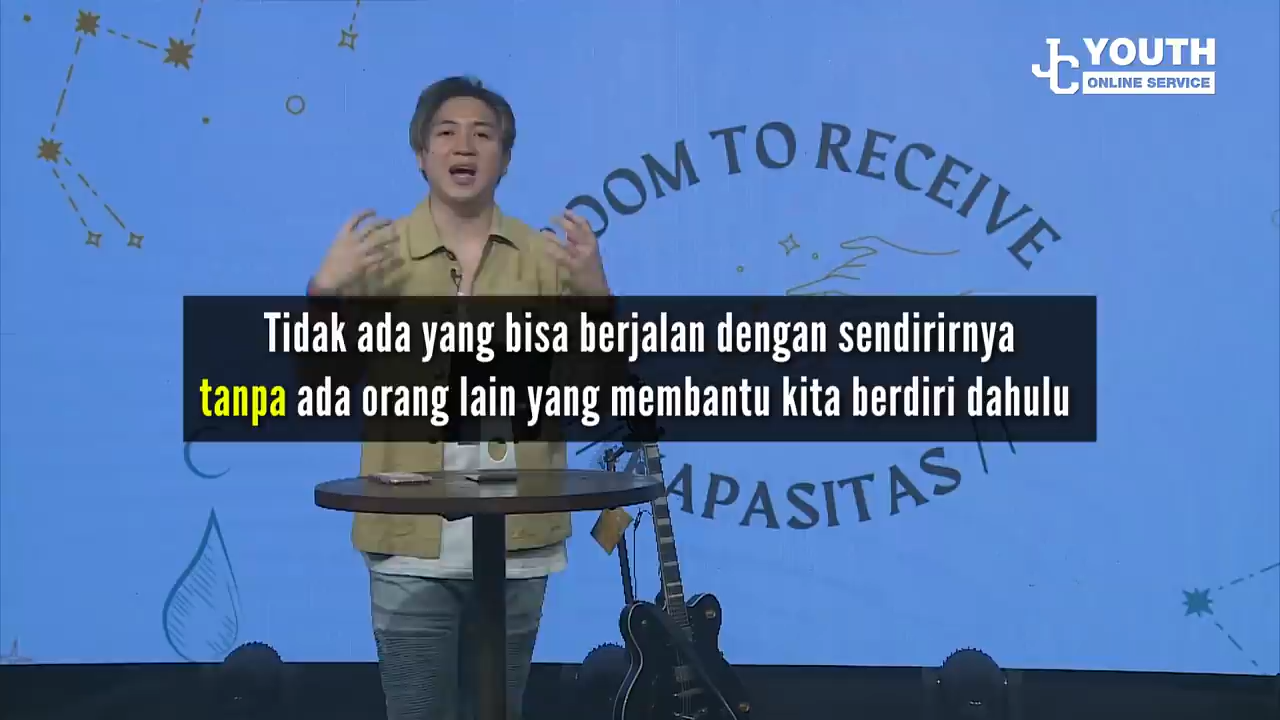 YOUTH
JC
ONLINE SERVICE
OOM TO RECEIVE
Tidak ada yang bisa berjalan dengan sendirirnya
tanpa ada orang lain yang membantu kita berdiri dahulu
APASITAS